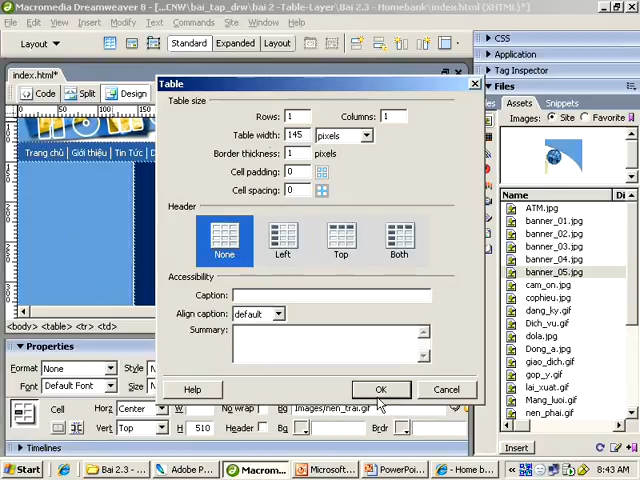 Macromedia Dreamweaver 8 - [...CNW\bai_tap_drw\bai 2 -Table-Layer\Bai 2.3 - Homebank\index.html (XHTML)*]
File Edit View Insert Modify Text Commands Site Window Help
Layout Standard Expanded Layout
CSS
Application
Tag Inspector
Files
Assets Snippets
Images: Site Favorite
Name Di
ATM.jpg
banner_01.jpg
banner_02.jpg
banner_03.jpg
banner_04.jpg
banner_05.jpg
cam_on.jpg
cophieu.jpg
dang_ky.gif
Dich_vu.gif
dola.jpg
Dong_a.jpg
giao_dich.gif
gop_y.gif
lai_xuat.gif
Mang_luoi.gif
nen_phai.gif
Insert
index.html*
Code Split Design
Trang chủ | Giới thiệu | Tin Tức | D
<body> <table> <tr> <td>
Table
Table size
Rows: 1 Columns: 1
Table width: 145 pixels
Border thickness: 1 pixels
Cell padding: 0
Cell spacing: 0
Header
None Left Top Both
Accessibility
Caption:
Align caption: default
Summary:
Help OK Cancel
Properties
Format None Style
Font Default Font Size
Cell Horz Center W No wrap Bg Images/nen_trai.gif
Vert Top H 510 Header Bg Brdr
Timelines
Start Bai 2.3 - ... Adobe P... Macrom... Microsoft... PowerPoi... - Home b... 8:43 AM